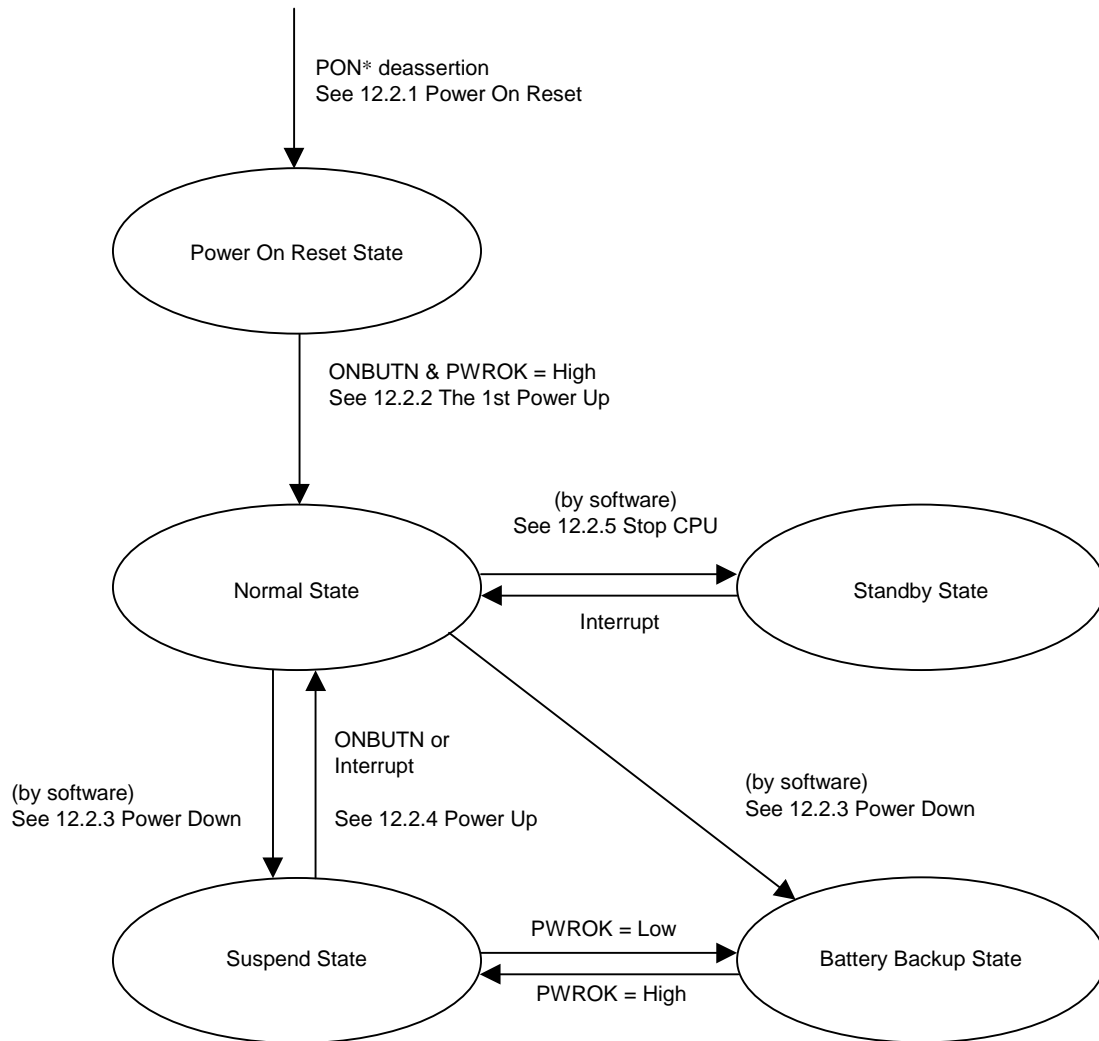 PON* deassertion
See 12.2.1 Power On Reset
Power On Reset State
ONBUTN & PWROK = High
See 12.2.2 The 1st Power Up
(by software)
See 12.2.5 Stop CPU
Normal State
Standby State
Interrupt
ONBUTN or
Interrupt
(by software)
See 12.2.3 Power Down
See 12.2.4 Power Up
(by software)
See 12.2.3 Power Down
PWROK = Low
Suspend State
Battery Backup State
PWROK = High